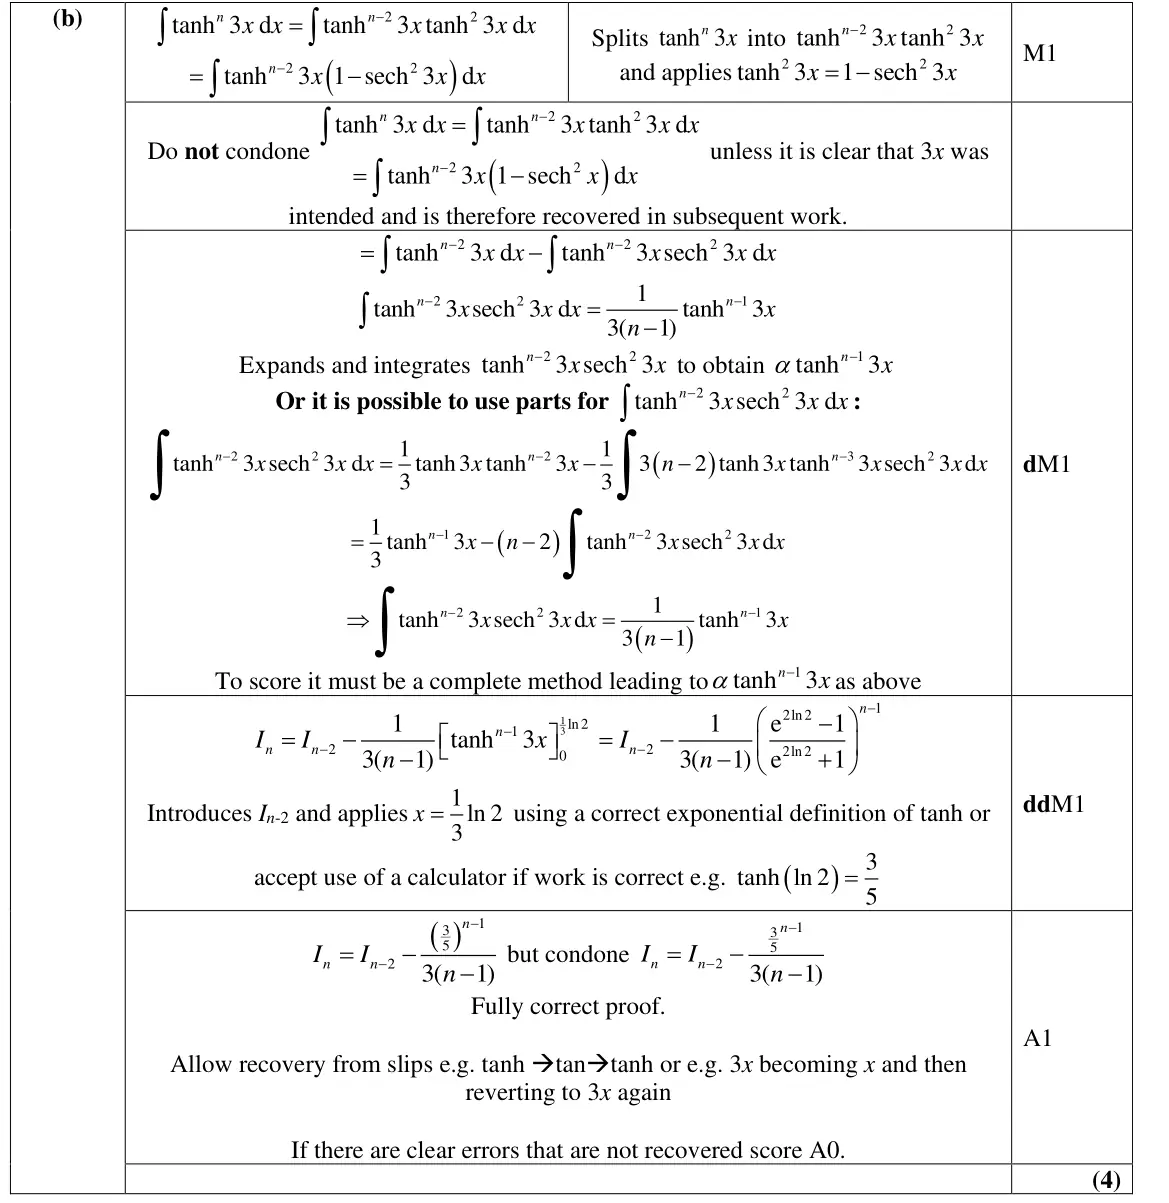 (b)
∫tanhⁿ 3x dx = ∫tanhⁿ⁻² 3x tanh² 3x dx
= ∫tanhⁿ⁻² 3x(1 − sech² 3x)dx
Splits tanhⁿ 3x into tanhⁿ⁻² 3x tanh² 3x
and applies tanh² 3x = 1 − sech² 3x
M1
∫tanhⁿ 3x dx = ∫tanhⁿ⁻² 3x tanh² 3x dx
Do not condone unless it is clear that 3x was
= ∫tanhⁿ⁻² 3x(1 − sech² x)dx
intended and is therefore recovered in subsequent work.
= ∫tanhⁿ⁻² 3x dx − ∫tanhⁿ⁻² 3x sech² 3x dx
∫tanhⁿ⁻² 3x sech² 3x dx = 1/(3(n − 1)) tanhⁿ⁻¹ 3x
Expands and integrates tanhⁿ⁻² 3x sech² 3x to obtain α tanhⁿ⁻¹ 3x
Or it is possible to use parts for ∫tanhⁿ⁻² 3x sech² 3x dx :
∫tanhⁿ⁻² 3x sech² 3x dx = 1/3 tanh 3x tanhⁿ⁻² 3x − 1/3 ∫3(n − 2) tanh 3x tanhⁿ⁻³ 3x sech² 3x dx
dM1
= 1/3 tanhⁿ⁻¹ 3x − (n − 2)∫tanhⁿ⁻² 3x sech² 3x dx
⇒ ∫tanhⁿ⁻² 3x sech² 3x dx = 1/(3(n − 1)) tanhⁿ⁻¹ 3x
To score it must be a complete method leading to α tanhⁿ⁻¹ 3x as above
Iₙ = Iₙ₋₂ − 1/(3(n − 1)) [tanhⁿ⁻¹ 3x]₀^(1/3 ln 2) = Iₙ₋₂ − 1/(3(n − 1)) ((e^(2ln 2) − 1)/(e^(2ln 2) + 1))ⁿ⁻¹
Introduces Iₙ₋₂ and applies x = 1/3 ln 2 using a correct exponential definition of tanh or
ddM1
accept use of a calculator if work is correct e.g. tanh(ln 2) = 3/5
Iₙ = Iₙ₋₂ − (3/5)ⁿ⁻¹/(3(n − 1)) but condone Iₙ = Iₙ₋₂ − 3/5ⁿ⁻¹/(3(n − 1))
Fully correct proof.
A1
Allow recovery from slips e.g. tanh →tan→tanh or e.g. 3x becoming x and then
reverting to 3x again
If there are clear errors that are not recovered score A0.
(4)